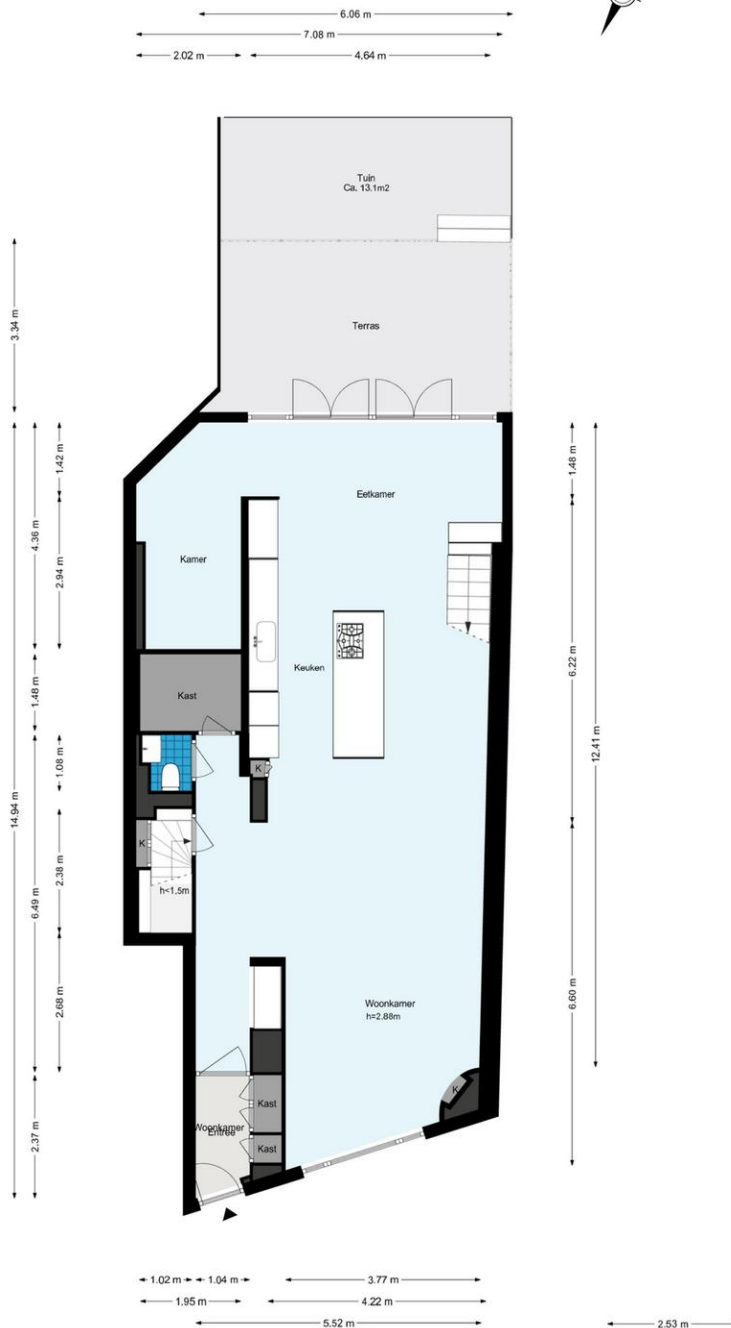 6.06 m
7.08 m
2.02 m
4.64 m
Tuin
Ca. 13.1m2
3.34 m
Terras
1.42 m
1.48 m
Eetkamer
4.36 m
2.94 m
Kamer
Keuken
6.22 m
1.48 m
Kast
12.41 m
1.08 m
K
14.94 m
K
6.49 m
2.38 m
h<1,5m
2.68 m
6.60 m
Woonkamer
h=2.88m
K
Kast
Woonkamer
Entree
2.37 m
Kast
1.02 m
1.04 m
3.77 m
1.95 m
4.22 m
5.52 m
2.53 m